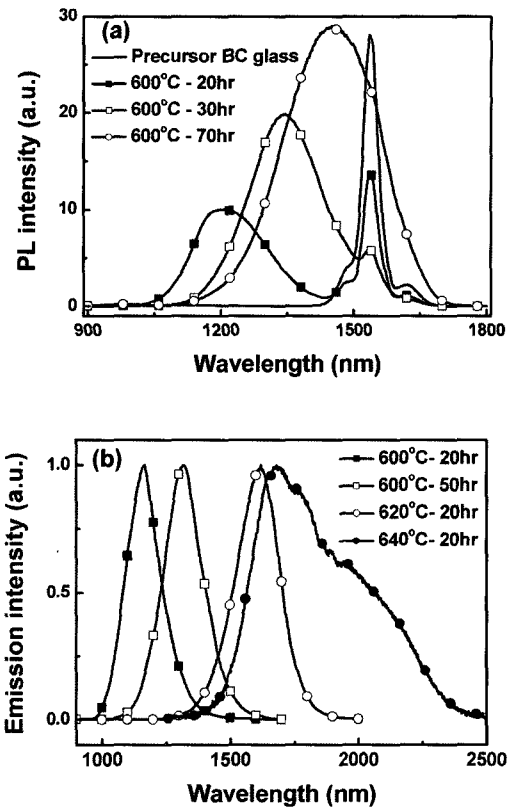 (a)
Precursor BC glass
600°C - 20hr
600°C - 30hr
600°C - 70hr
30
20
10
0
PL intensity (a.u.)
900 1200 1500 1800
Wavelength (nm)
(b)
600°C- 20hr
600°C- 50hr
620°C- 20hr
640°C- 20hr
1.0
0.5
0.0
Emission intensity (a.u.)
1000 1500 2000 2500
Wavelength (nm)